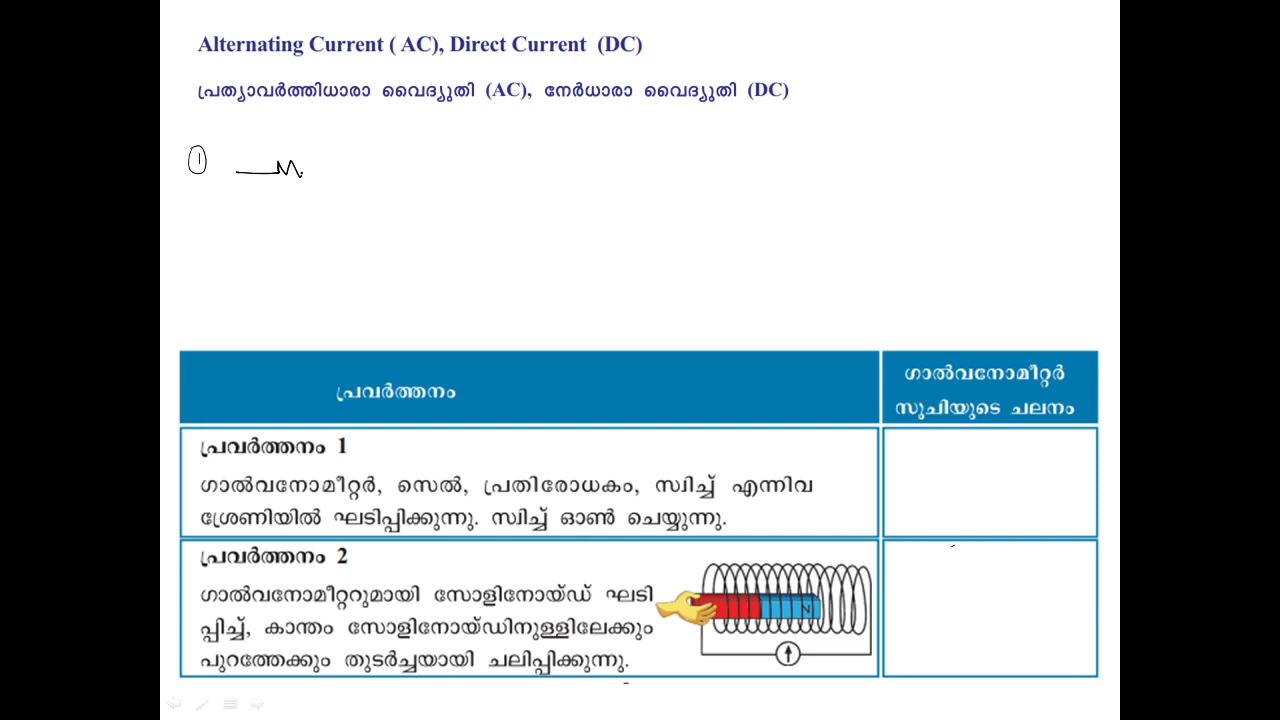 Alternating Current ( AC), Direct Current (DC)
പ്രത്യാവർത്തിധാരാ വൈദ്യുതി (AC), നേർധാരാ വൈദ്യുതി (DC)
①
പ്രവർത്തനം
ഗാൽവനോമീറ്റർ
സൂചിയുടെ ചലനം
പ്രവർത്തനം 1
ഗാൽവനോമീറ്റർ, സെൽ, പ്രതിരോധകം, സ്വിച്ച് എന്നിവ
ശ്രേണിയിൽ ഘടിപ്പിക്കുന്നു. സ്വിച്ച് ഓൺ ചെയ്യുന്നു.
പ്രവർത്തനം 2
ഗാൽവനോമീറ്ററുമായി സോളിനോയ്ഡ് ഘടി
പ്പിച്ച്, കാന്തം സോളിനോയ്ഡിനുള്ളിലേക്കും
പുറത്തേക്കും തുടർച്ചയായി ചലിപ്പിക്കുന്നു.
N